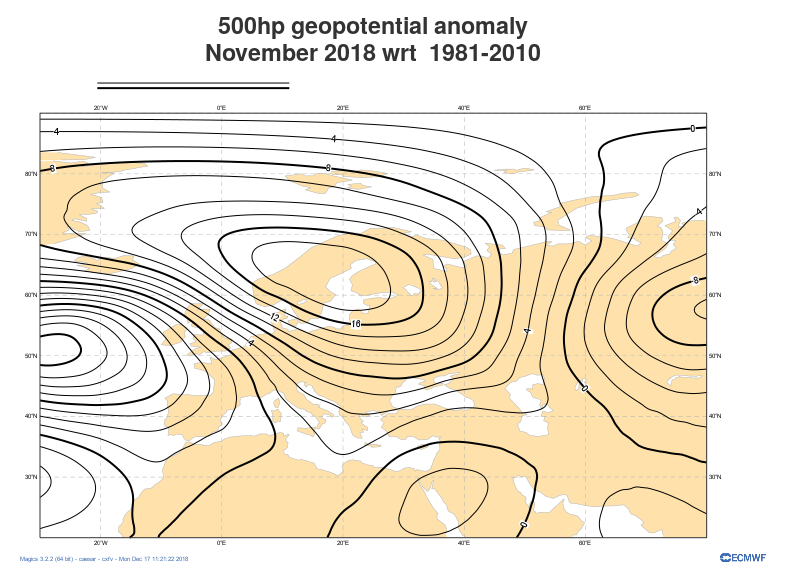 500hp geopotential anomaly
November 2018 wrt  1981-2010
20°W 0°E 20°E 40°E 60°E
0
4 4
8 8
80°N 80°N
4
70°N 70°N
-8
60°N 60°N
12 16
4 4
50°N 50°N
0
40°N 40°N
30°N 30°N
0
20°W 0°E 20°E 40°E 60°E
Magics 3.2.2 (64 bit) - caesar - cxfv - Mon Dec 17 11:21:22 2018
ECMWF